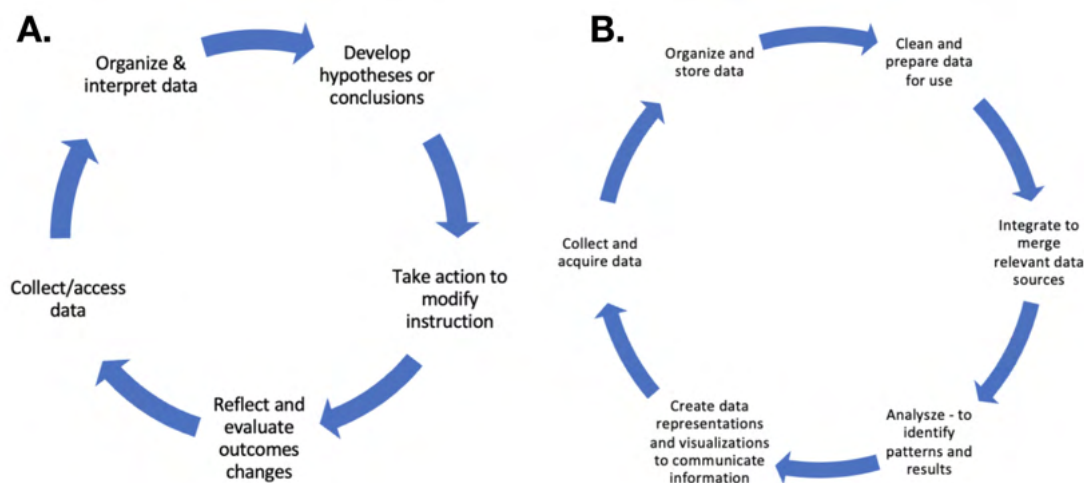 A.
Organize &
interpret data
Develop
hypotheses or
conclusions
Take action to
modify
instruction
Reflect and
evaluate
outcomes
changes
Collect/access
data
B.
Organize and
store data
Clean and
prepare data
for use
Integrate to
merge
relevant data
sources
Analysze - to
identify
patterns and
results
Create data
representations
and visualizations
to communicate
information
Collect and
acquire data